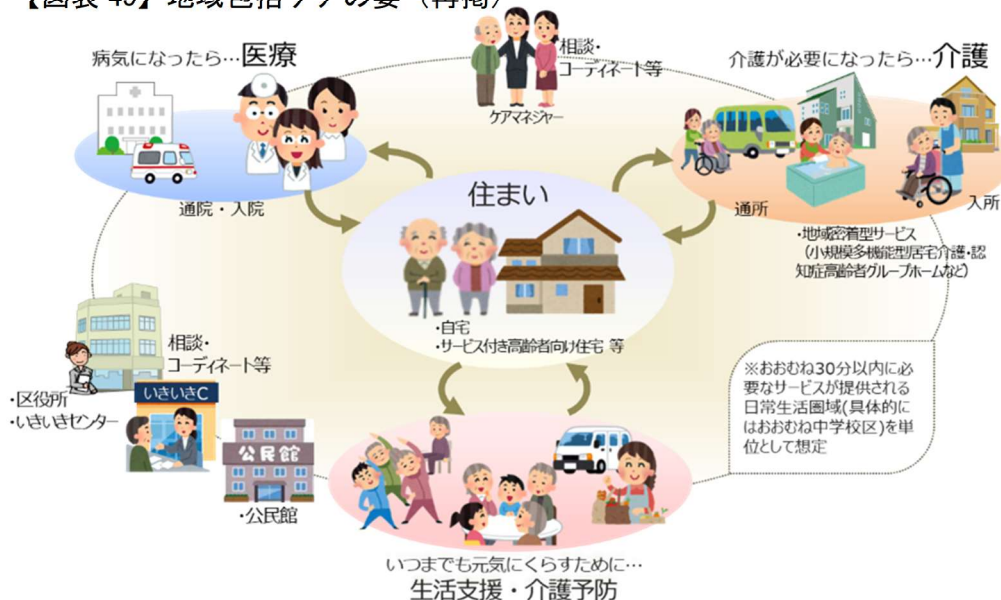 地域包括ケアの姿（再掲）
病気になったら…医療
相談・
コーディネート等
ケアマネジャー
介護が必要になったら…介護
通院・入院
住まい
通所
入所
・地域密着型サービス
（小規模多機能型居宅介護・認
知症高齢者グループホームなど）
・自宅
・サービス付き高齢者向け住宅 等
相談・
コーディネート等
・区役所
・いきいきセンター
いきいきC
公民館
・公民館
※おおむね30分以内に必
要なサービスが提供される
日常生活圏域(具体的に
はおおむね中学校区)を単
位として想定
いつまでも元気にくらすために…
生活支援・介護予防